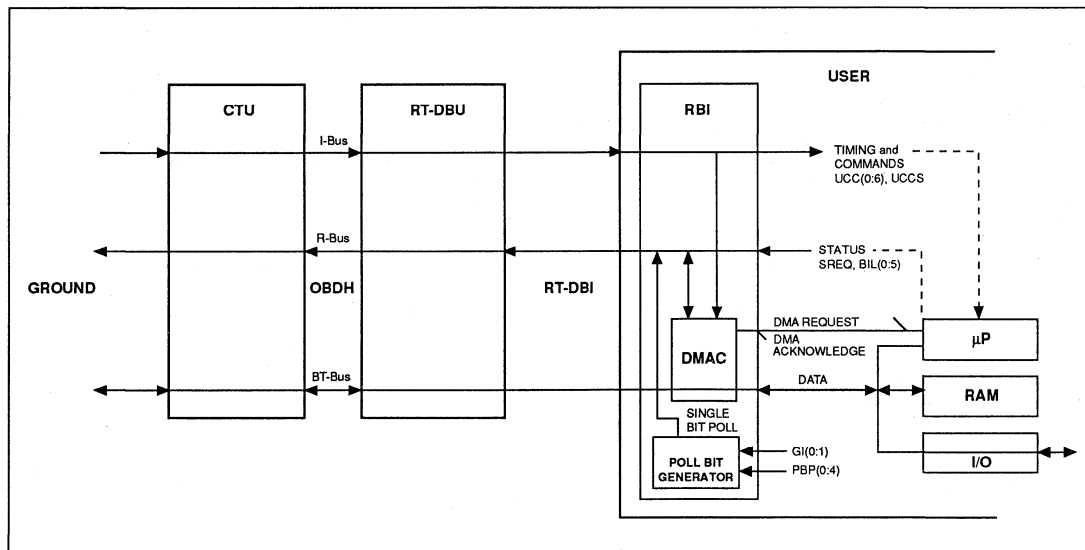 USER
CTU
RT-DBU
RBI
I-Bus
TIMING and
COMMANDS
UCC(0:6), UCCS
R-Bus
STATUS
SREQ, BIL(0:5)
GROUND
OBDH
RT-DBI
DMA REQUEST
DMA
ACKNOWLEDGE
µP
DMAC
BT-Bus
DATA
RAM
SINGLE
BIT POLL
GI(0:1)
POLL BIT
GENERATOR
PBP(0:4)
I/O